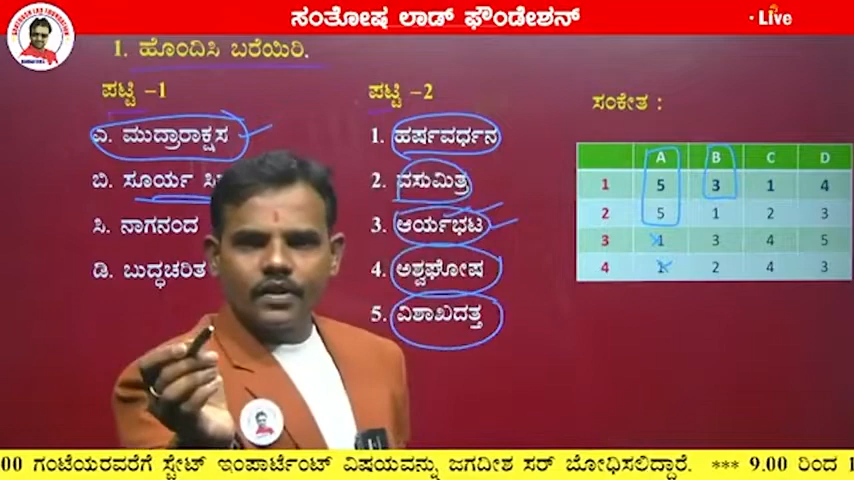 ಸಂತೋಷ ಲಾಡ್ ಫೌಂಡೇಶನ್
Live
1. ಹೊಂದಿಸಿ ಬರೆಯಿರಿ.
ಪಟ್ಟಿ –1
ಎ. ಮುದ್ರಾರಾಕ್ಷಸ
ಬಿ. ಸೂರ್ಯ
ಸಿ. ನಾಗನಂದ
ಡಿ. ಬುದ್ಧಚರಿತ
ಪಟ್ಟಿ –2
1. ಹರ್ಷವರ್ಧನ
2. ವಸುಮಿತ್ರ
3. ಆರ್ಯಭಟ
4. ಅಶ್ವಘೋಷ
5. ವಿಶಾಖದತ್ತ
ಸಂಕೇತ :
A B C D
1 5 3 1 4
2 5 1 2 3
3 1 3 4 5
4 1 2 4 3
00 ಗಂಟೆಯರವರೆಗೆ ಸ್ಟೇಟ್ ಇಂಪಾರ್ಟೆಂಟ್ ವಿಷಯವನ್ನು ಜಗದೀಶ ಸರ್ ಬೋಧಿಸಲಿದ್ದಾರೆ. *** 9.00 ರಿಂದ 1